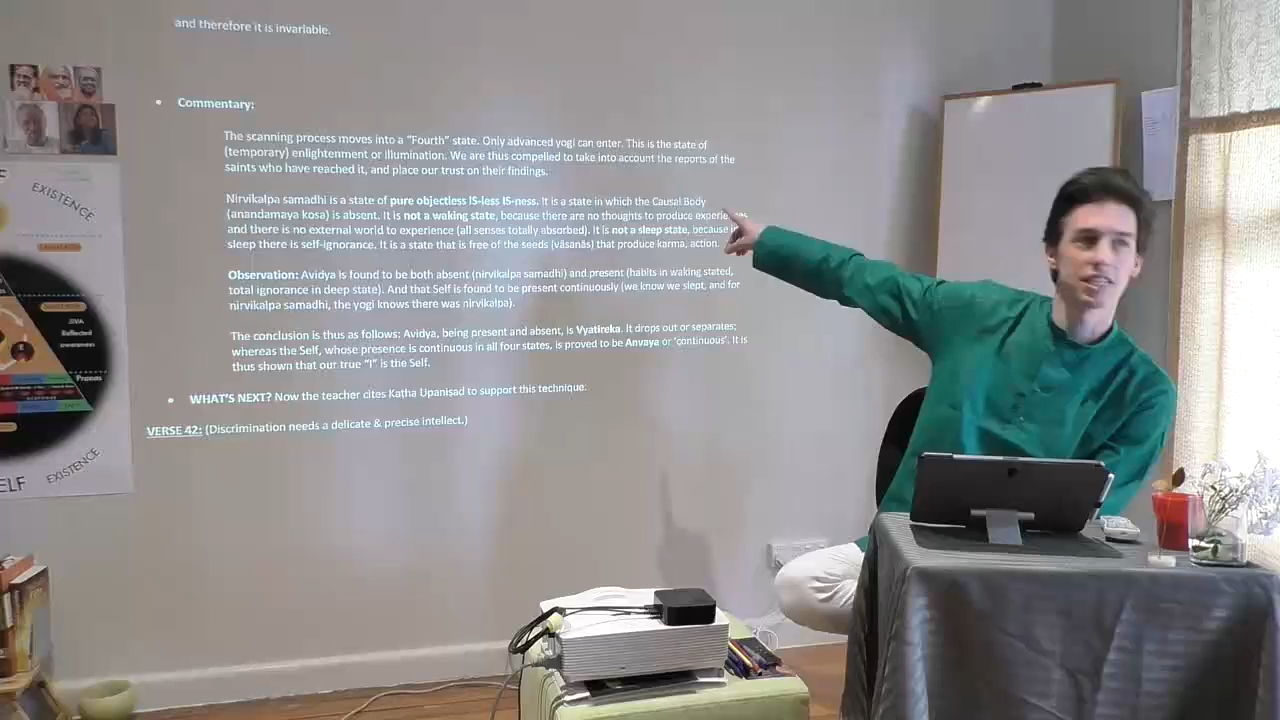 and therefore it is invariable.
• Commentary:
The scanning process moves into a "Fourth" state. Only advanced yogi can enter. This is the state of
(temporary) enlightenment or illumination. We are thus compelled to take into account the reports of the
saints who have reached it, and place our trust on their findings.
Nirvikalpa samadhi is a state of pure objectless IS-less IS-ness. It is a state in which the Causal Body
(anandamaya kosa) is absent. It is not a waking state, because there are no thoughts to produce
and there is no external world to experience (all senses totally absorbed). It is not a sleep state, because
sleep there is self-ignorance. It is a state that is free of the seeds (vāsanās) that produce karma, action.
Observation: Avidya is found to be both absent (nirvikalpa samadhi) and present (habits in waking stated,
total ignorance in deep state). And that Self is found to be present continuously (we know we slept, and for
nirvikalpa samadhi, the yogi knows there was nirvikalpa).
The conclusion is thus as follows: Avidya, being present and absent, is Vyatireka. It drops out or separates;
whereas the Self, whose presence is continuous in all four states, is proved to be Anvaya or 'continuous'. It is
thus shown that our true "I" is the Self.
• WHAT'S NEXT? Now the teacher cites Kaṭha Upaniṣad to support this technique:
VERSE 42: (Discrimination needs a delicate & precise intellect.)
EXISTENCE
JIVA
Reflected
awareness
Pranas
EXISTENCE
ELF